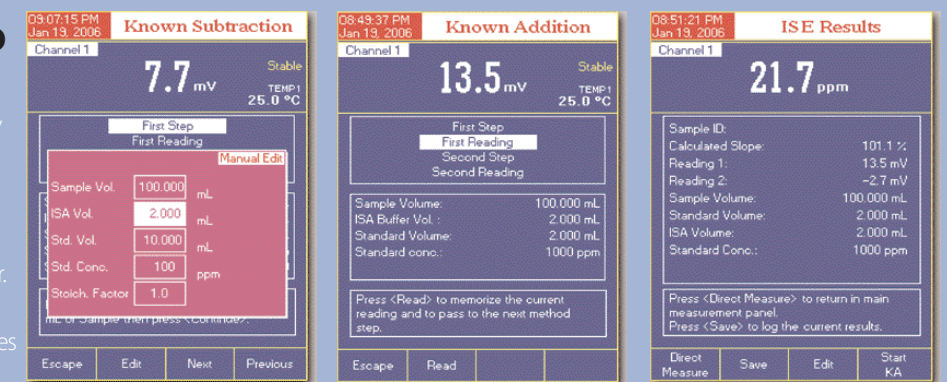 09:07:15 PM
Jan 19, 2006
Known Subtraction
Channel 1
7.7 mV
Stable
TEMP1
25.0 °C
First Step
First Reading
Manual Edit
Sample Vol. 100.000 mL
ISA Vol. 2.000 mL
Std. Vol. 10.000 mL
Std. Conc. 100 ppm
Stoich. Factor 1.0
mL of Sample then press <Continue>.
Escape Edit Next Previous
08:49:37 PM
Jan 19, 2006
Known Addition
Channel 1
13.5 mV
Stable
TEMP1
25.0 °C
First Step
First Reading
Second Step
Second Reading
Sample Volume: 100.000 mL
ISA Buffer Vol. : 2.000 mL
Standard Volume: 2.000 mL
Standard conc.: 1000 ppm
Press <Read> to memorize the current
reading and to pass to the next method
step.
Escape Read
08:51:21 PM
Jan 19, 2006
ISE Results
Channel 1
21.7 ppm
Sample ID:
Calculated Slope: 101.1 %
Reading 1: 13.5 mV
Reading 2: -2.7 mV
Sample Volume: 100.000 mL
Standard Volume: 2.000 mL
ISA Volume: 2.000 mL
Standard Conc.: 1000 ppm
Press <Direct Measure> to return in main
measurement panel.
Press <Save> to log the current results.
Direct Measure Save Edit Start KA